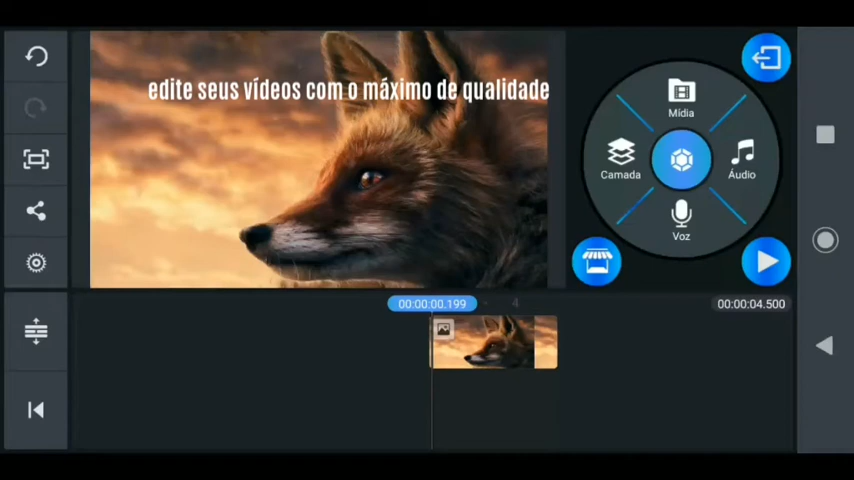 edite seus vídeos com o máximo de qualidade
Mídia
Camada
Áudio
Voz
00:00:00.199
4
00:00:04.500